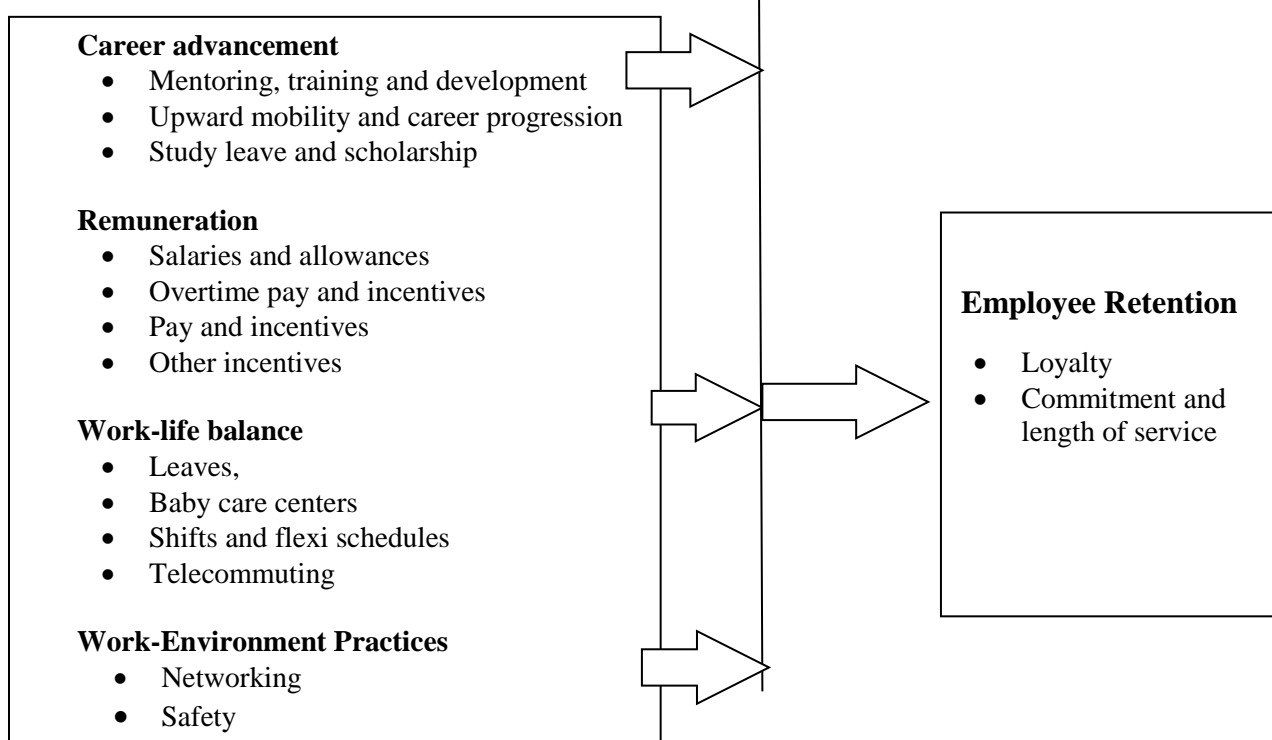 Career advancement
• Mentoring, training and development
• Upward mobility and career progression
• Study leave and scholarship
Remuneration
• Salaries and allowances
• Overtime pay and incentives
• Pay and incentives
• Other incentives
Work-life balance
• Leaves,
• Baby care centers
• Shifts and flexi schedules
• Telecommuting
Work-Environment Practices
• Networking
• Safety
Employee Retention
• Loyalty
• Commitment and
length of service